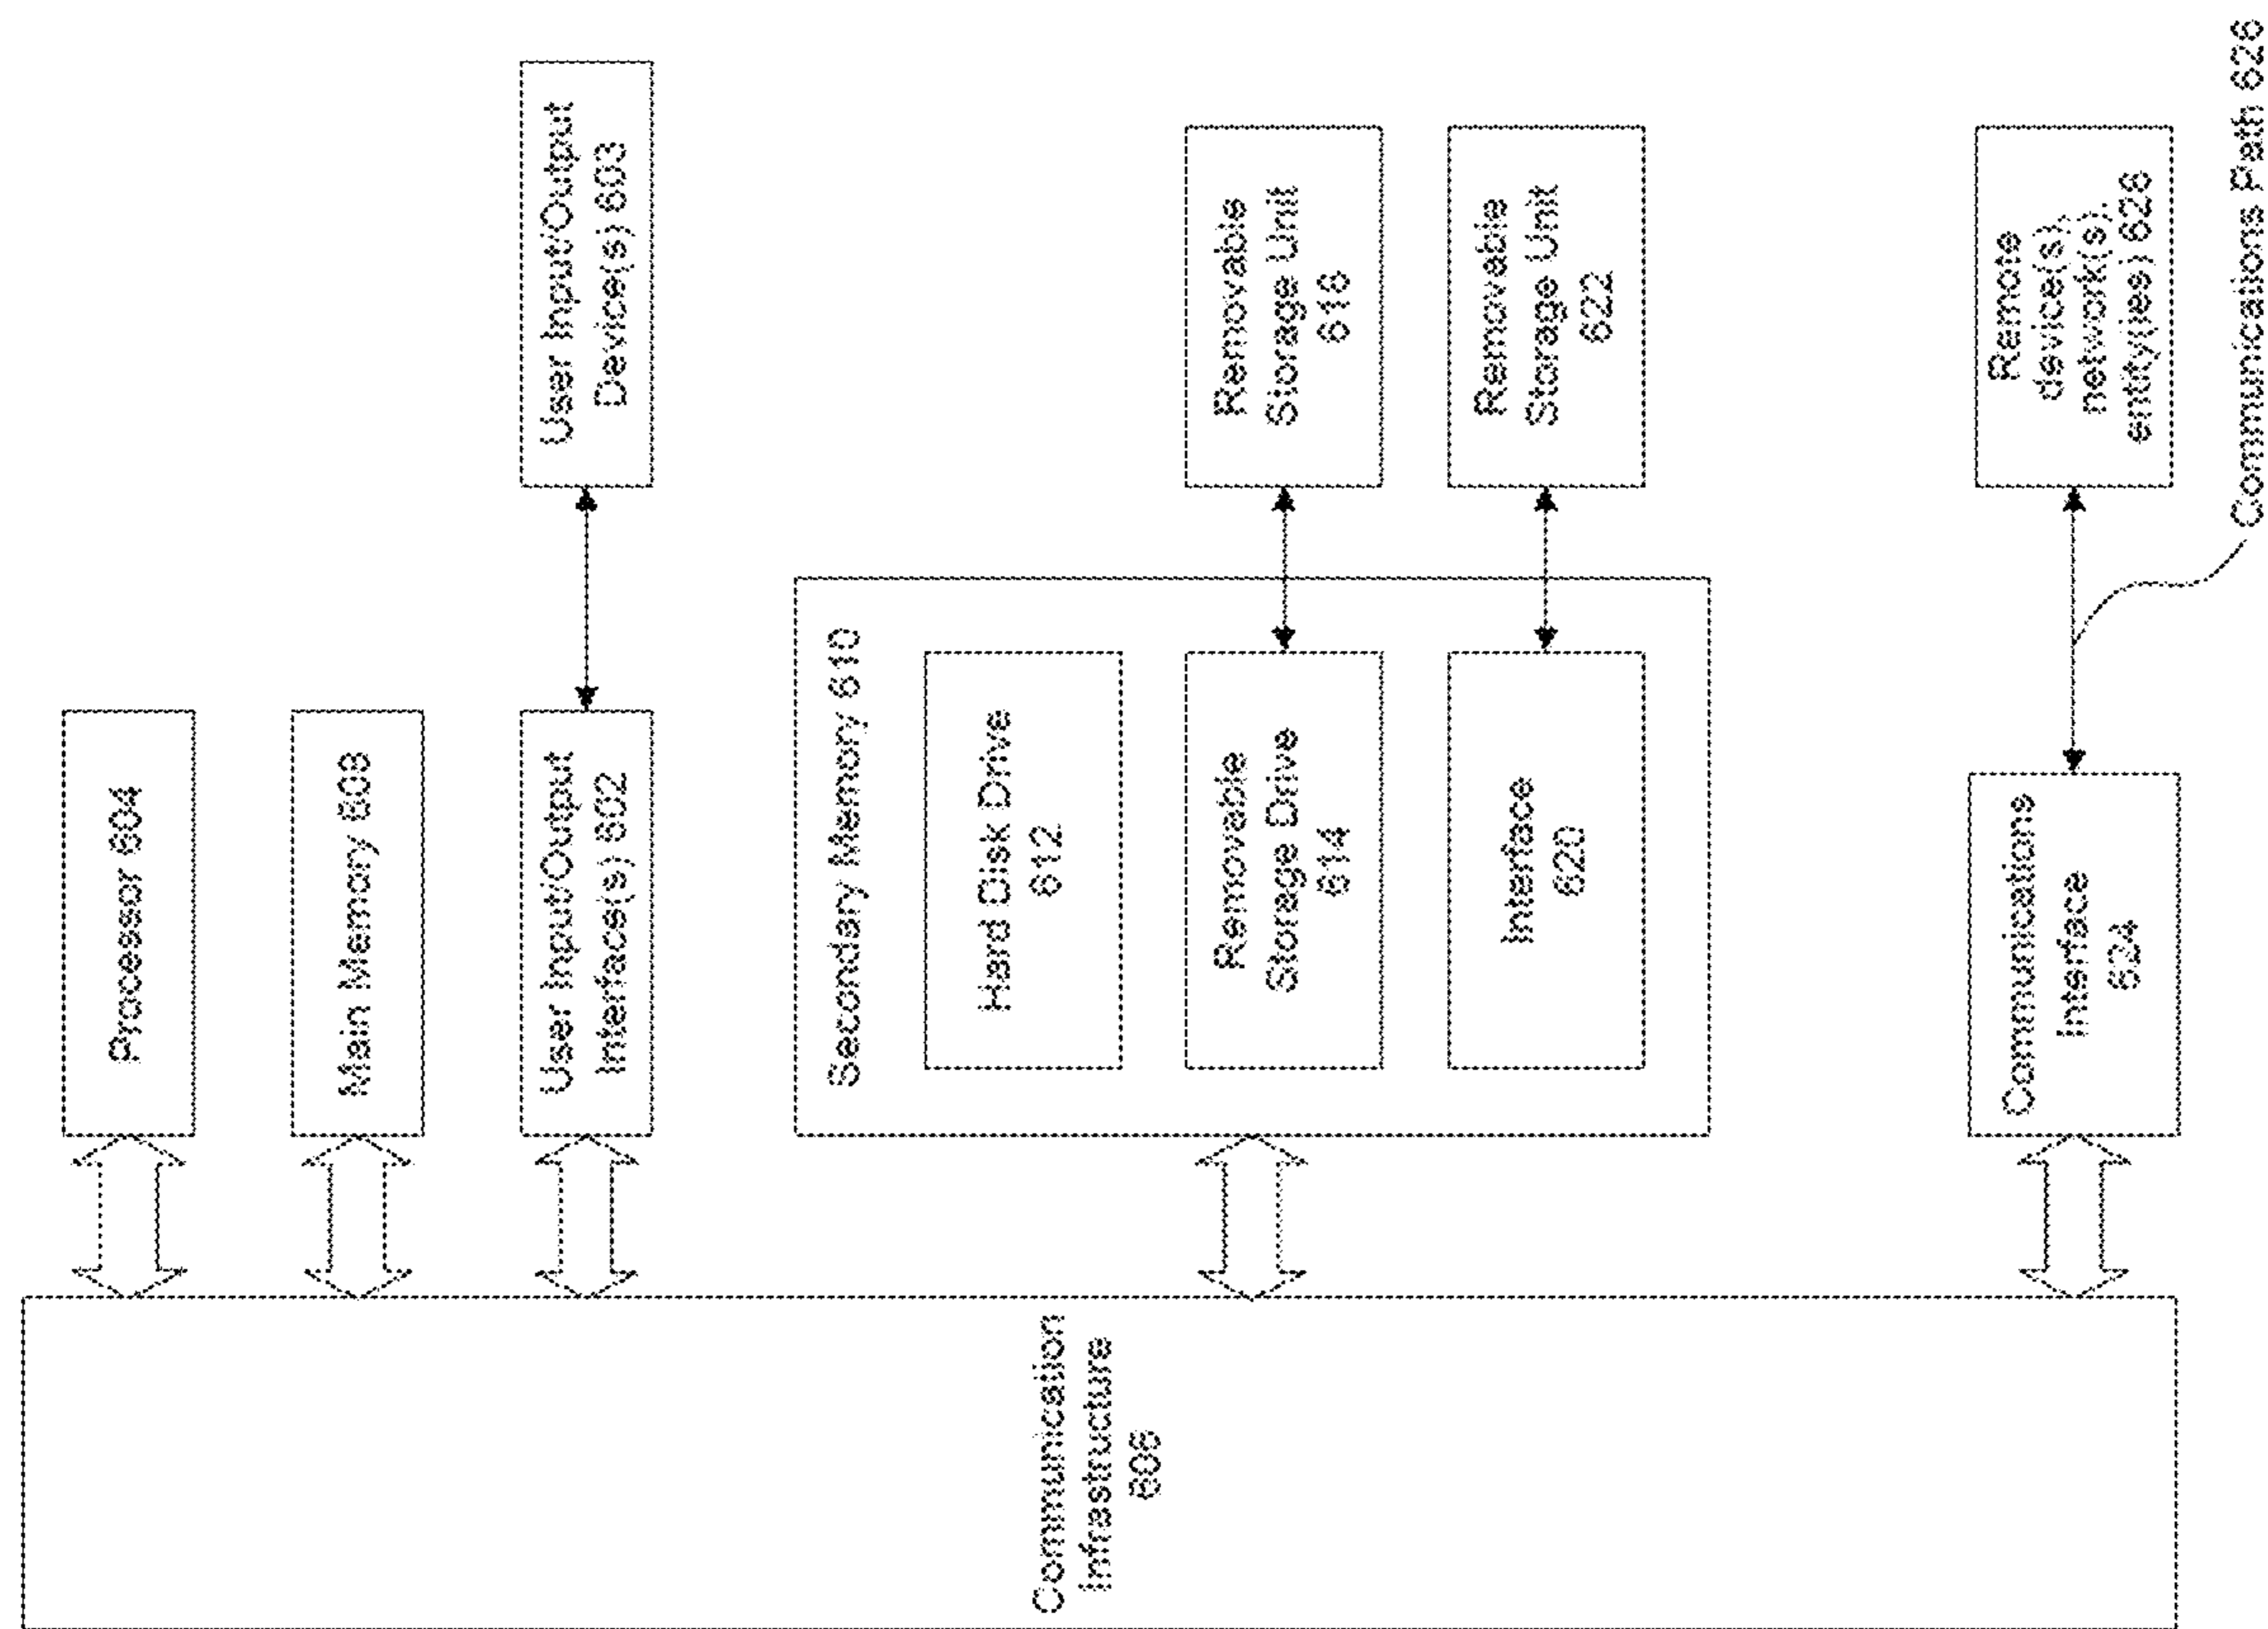 Processor 604
Main Memory 608
User Input/Output
Interface(s) 602
User Input/Output
Device(s) 603
Communication
Infrastructure
606
Secondary Memory 610
Hard Disk Drive
612
Removable
Storage Drive
614
Removable
Storage Unit
618
Interface
620
Removable
Storage Unit
622
Communications
Interface
624
Remote
device(s),
network(s),
entity(ies) 628
Communications Path 626